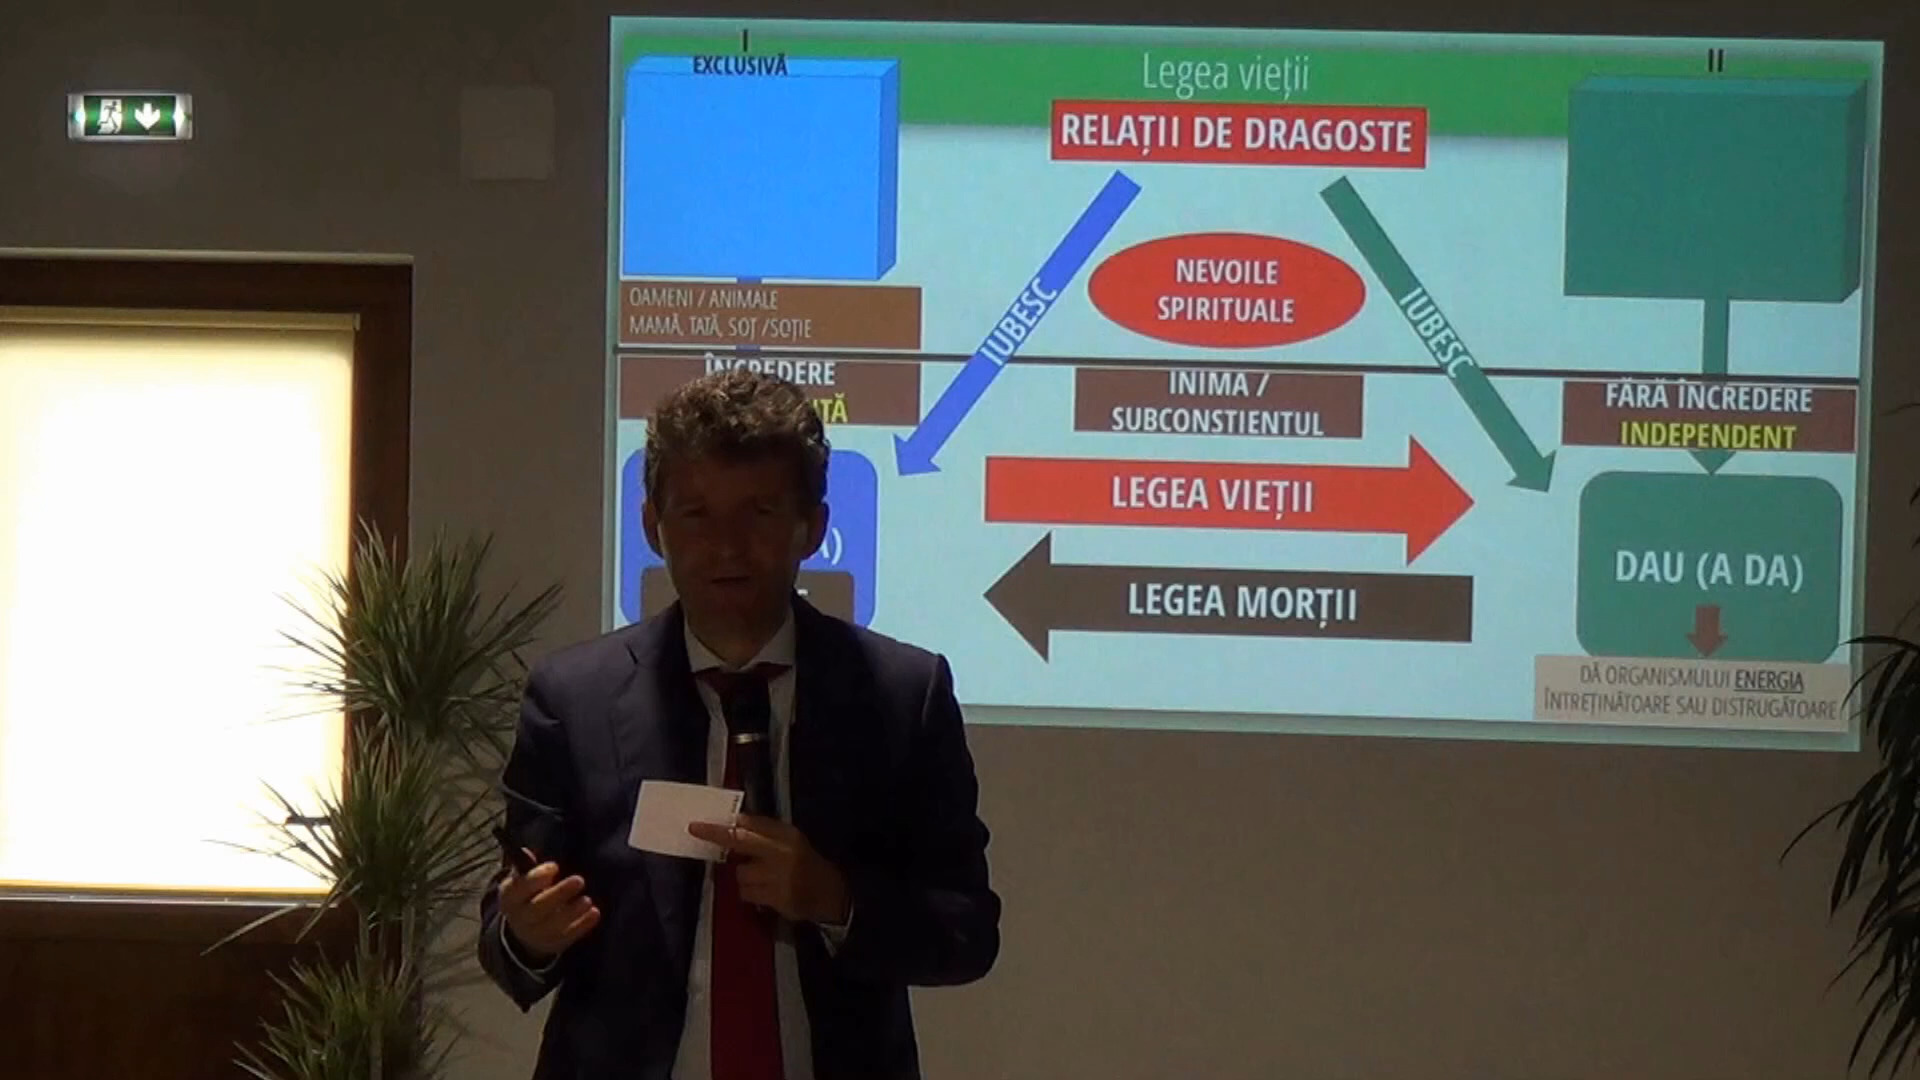 I
EXCLUSIVĂ
Legea vieții
II
RELAȚII DE DRAGOSTE
NEVOILE
SPIRITUALE
OAMENI / ANIMALE
MAMĂ, TATĂ, SOȚ /SOȚIE
IUBESC
IUBESC
ÎNCREDERE
INIMA /
SUBCONSTIENTUL
FĂRĂ ÎNCREDERE
INDEPENDENT
LEGEA VIEȚII
LEGEA MORȚII
DAU (A DA)
DĂ ORGANISMULUI ENERGIA
ÎNTREȚINĂTOARE SAU DISTRUGĂTOARE